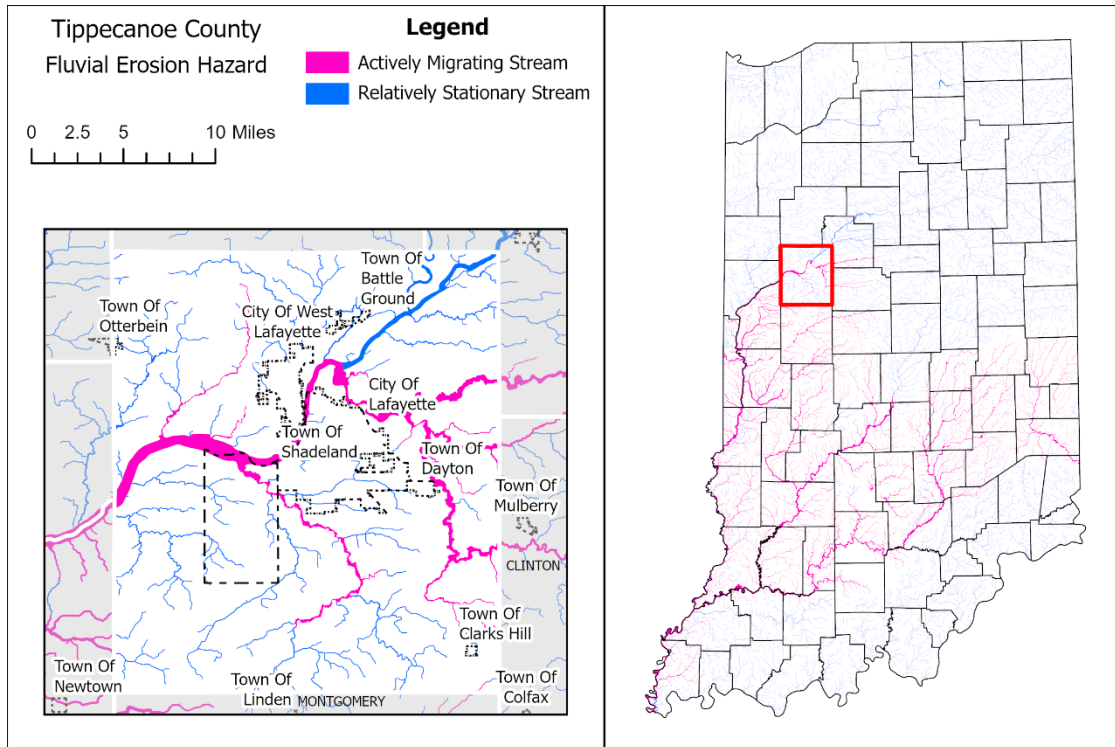 Tippecanoe County
Fluvial Erosion Hazard
Legend
Actively Migrating Stream
Relatively Stationary Stream
0 2.5 5 10 Miles
Town Of
Battle
Ground
Town Of
Otterbein
City Of West
Lafayette
City Of
Lafayette
Town Of
Shadeland
Town Of
Dayton
Town Of
Mulberry
CLINTON
Town Of
Clarks Hill
Town Of
Newtown
Town Of
Linden
MONTGOMERY
Town Of
Colfax